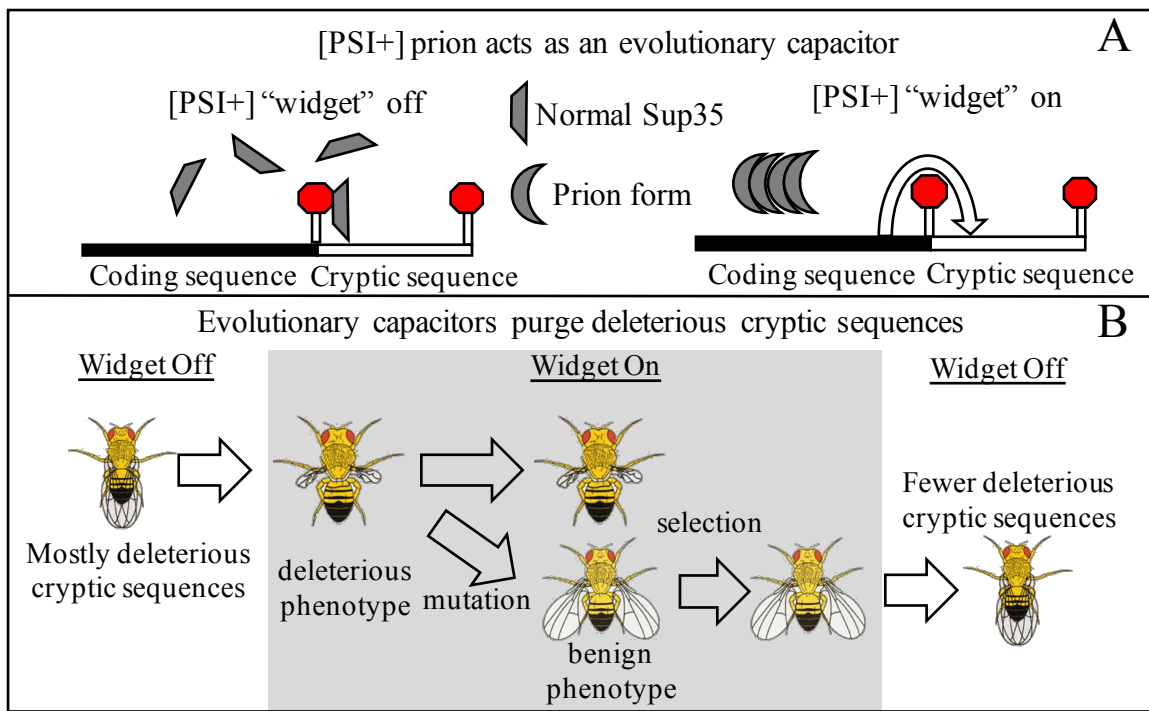 A
[PSI+] prion acts as an evolutionary capacitor
[PSI+] “widget” off
Normal Sup35
Prion form
[PSI+] “widget” on
Coding sequence
Cryptic sequence
Coding sequence
Cryptic sequence
B
Evolutionary capacitors purge deleterious cryptic sequences
Widget Off
Widget On
Widget Off
Mostly deleterious
cryptic sequences
deleterious
phenotype
mutation
benign
phenotype
selection
Fewer deleterious
cryptic sequences